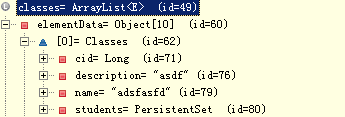 classes= ArrayList<E> (id=49)
elementData= Object[10] (id=60)
[0]= Classes (id=62)
cid= Long (id=71)
description= "asdf" (id=76)
name= "adsfasfd" (id=79)
students= PersistentSet (id=80)